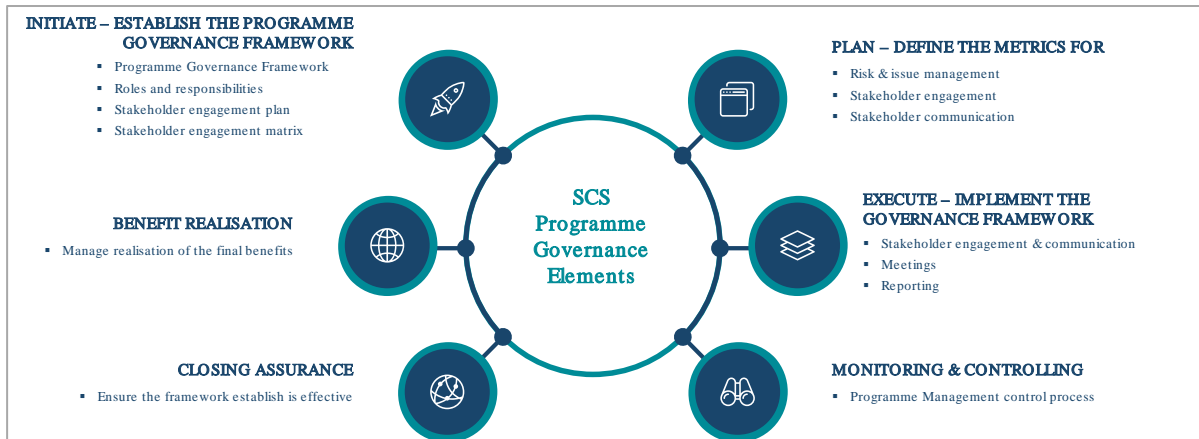 INITIATE – ESTABLISH THE PROGRAMME
GOVERNANCE FRAMEWORK
▪ Programme Governance Framework
▪ Roles and responsibilities
▪ Stakeholder engagement plan
▪ Stakeholder engagement matrix
PLAN – DEFINE THE METRICS FOR
▪ Risk & issue management
▪ Stakeholder engagement
▪ Stakeholder communication
SCS
Programme
Governance
Elements
BENEFIT REALISATION
▪ Manage realisation of the final benefits
EXECUTE – IMPLEMENT THE
GOVERNANCE FRAMEWORK
▪ Stakeholder engagement & communication
▪ Meetings
▪ Reporting
CLOSING ASSURANCE
▪ Ensure the framework establish is effective
MONITORING & CONTROLLING
▪ Programme Management control process